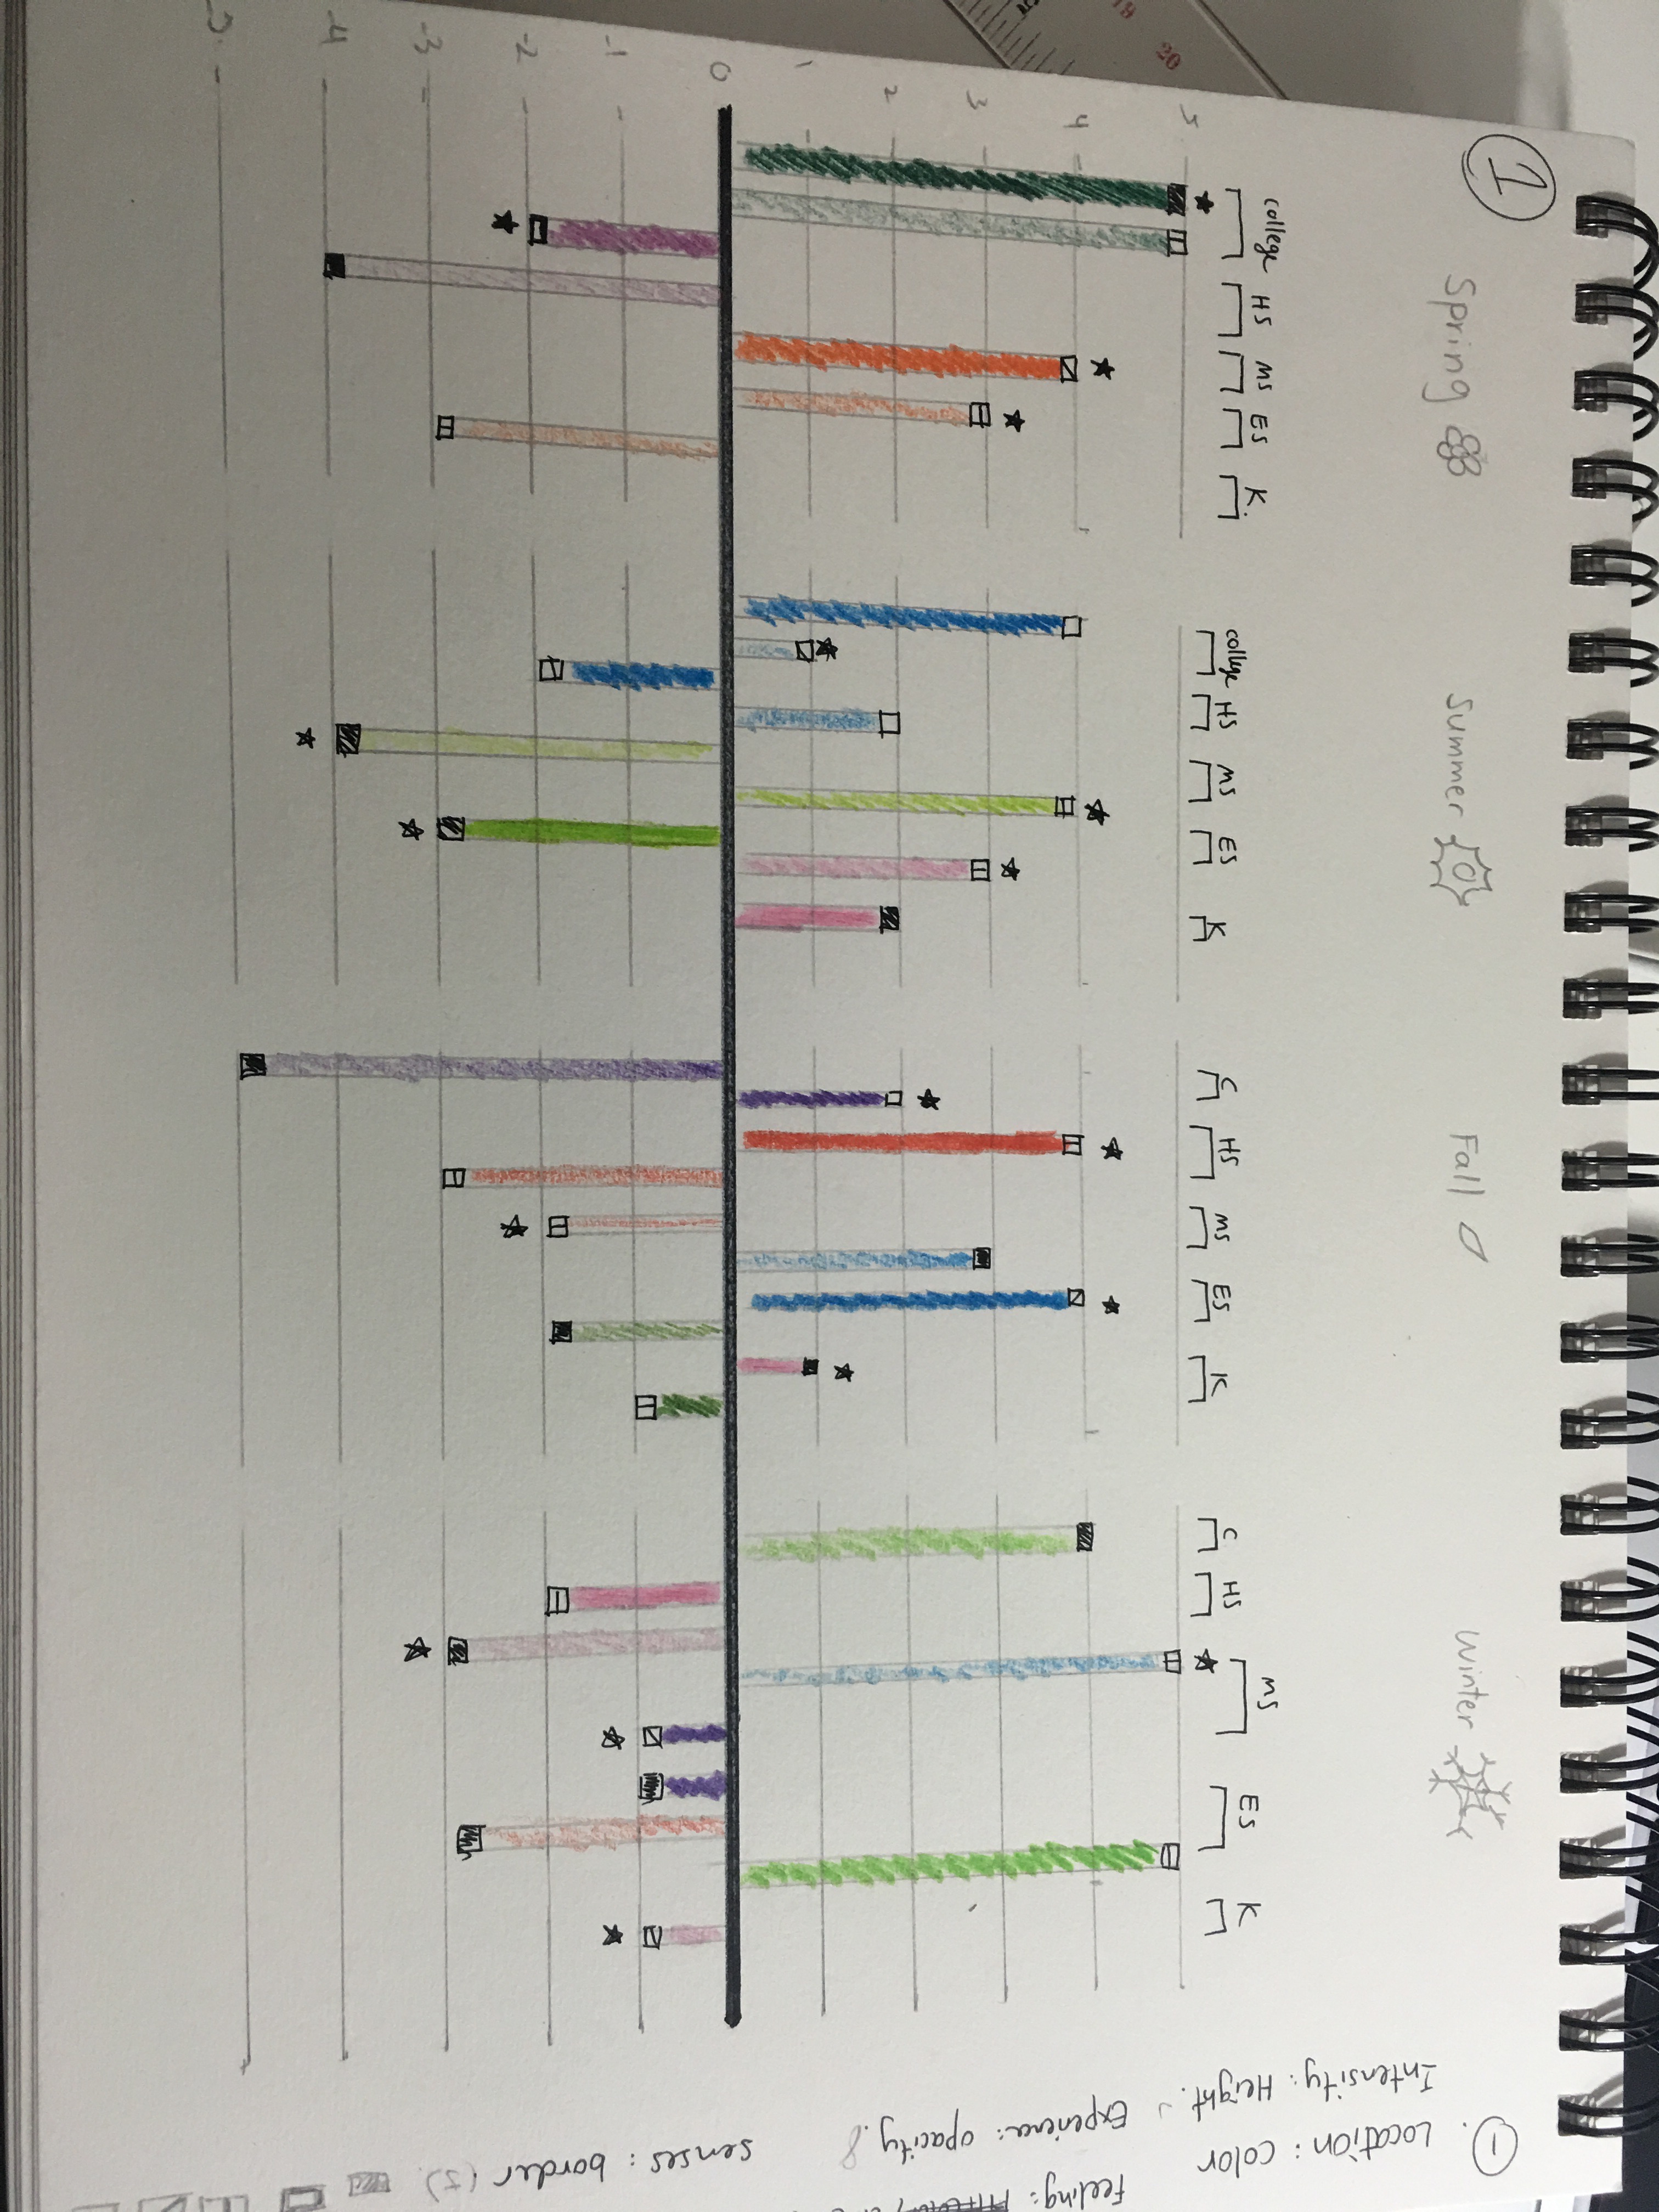 ①
Spring
Summer
Fall
Winter
college
HS
MS
ES
K.
college
HS
MS
ES
K
C
HS
MS
ES
K
C
HS
MS
ES
K
5
4
3
2
1
0
-1
-2
-3
-4
19
20
①. Location: color
Intensity: Height.
Feeling:
Experience: opacity.
senses: border (5).